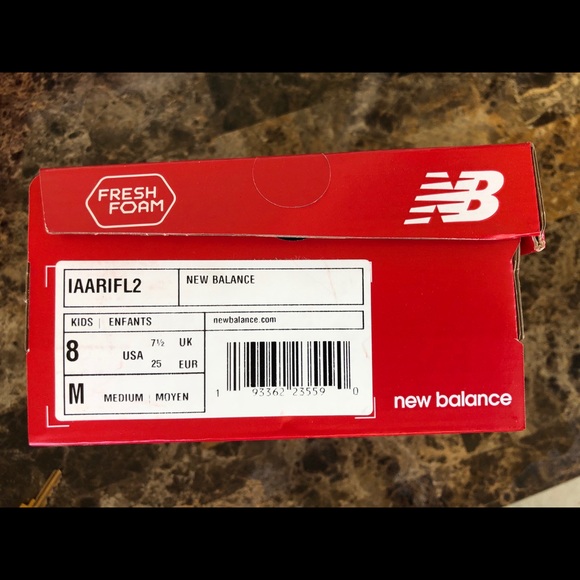 FRESH
FOAM
NB
IAARIFL2
NEW BALANCE
KIDS | ENFANTS
newbalance.com
8 USA 7½ UK
25 EUR
M MEDIUM | MOYEN
1 93362 23559 0
new balance